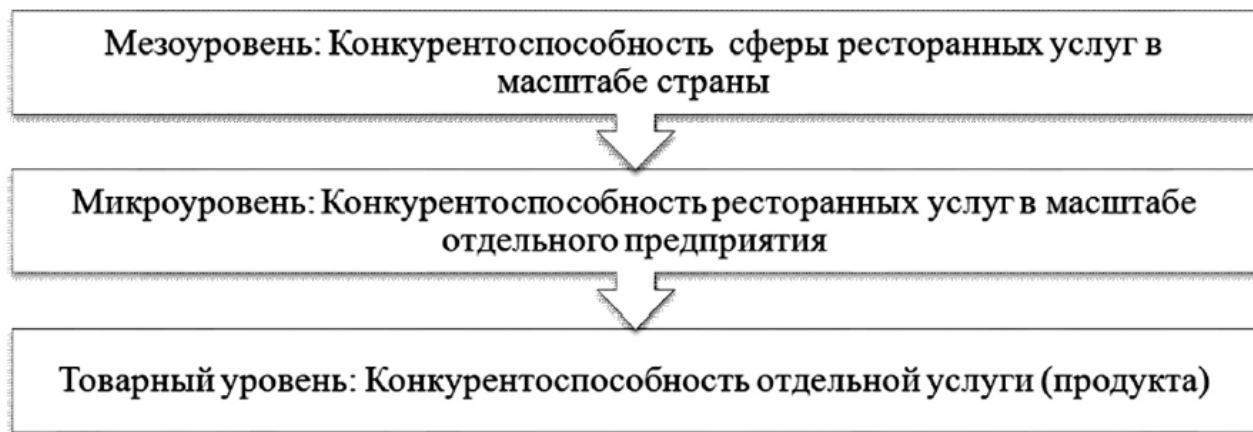 Мезоуровень: Конкурентоспособность сферы ресторанных услуг в
масштабе страны
Микроуровень: Конкурентоспособность ресторанных услуг в масштабе
отдельного предприятия
Товарный уровень: Конкурентоспособность отдельной услуги (продукта)